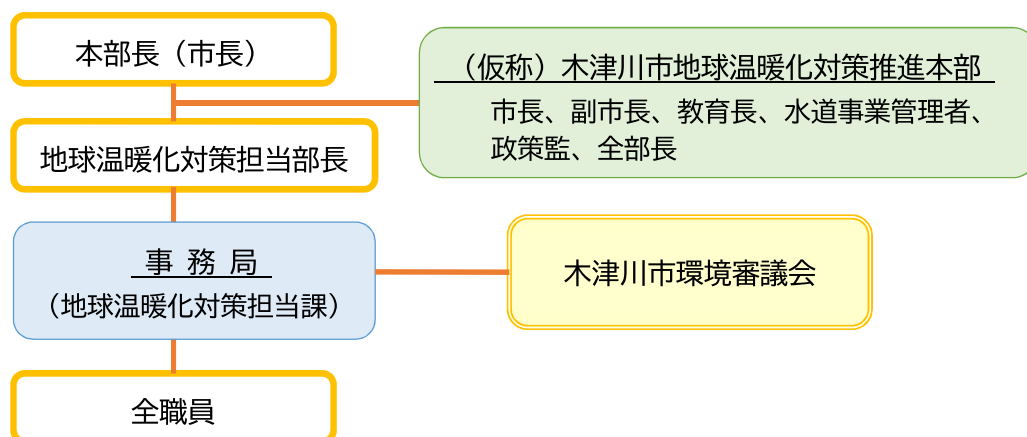 本部長（市長）
（仮称）木津川市地球温暖化対策推進本部
市長、副市長、教育長、水道事業管理者、
政策監、全部長
地球温暖化対策担当部長
事 務 局
（地球温暖化対策担当課）
木津川市環境審議会
全職員